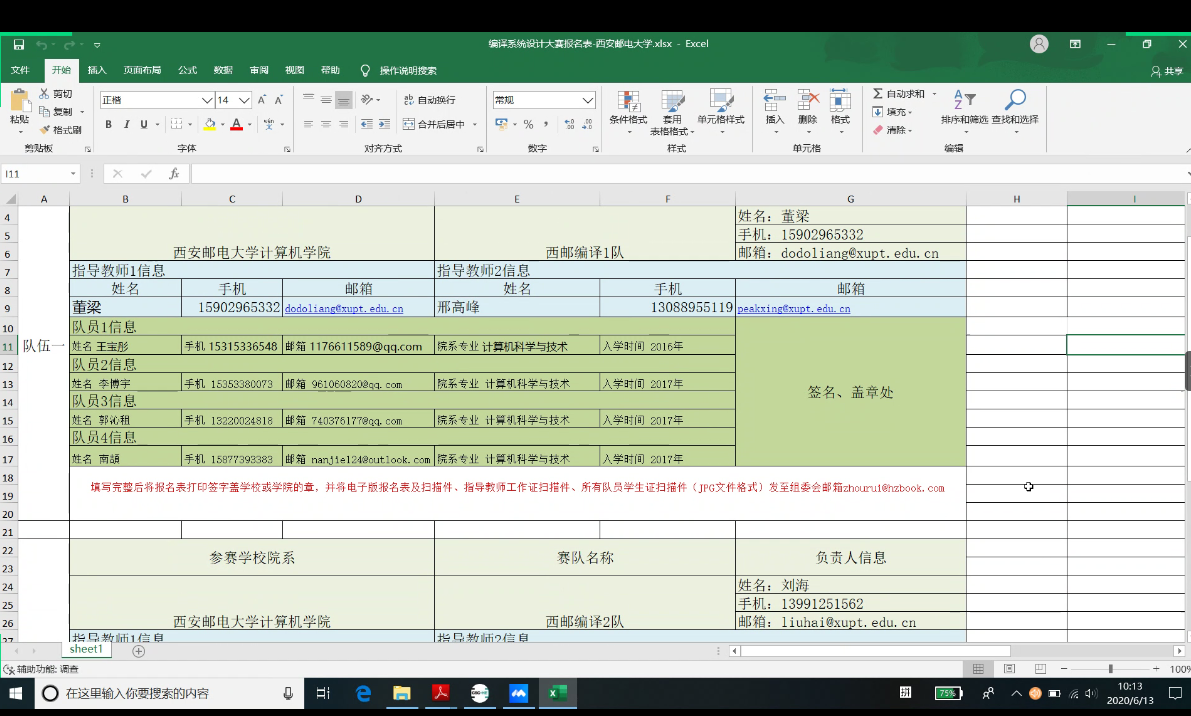 编译系统设计大赛报名表-西安邮电大学.xlsx - Excel
文件 开始 插入 页面布局 公式 数据 审阅 视图 帮助 操作说明搜索 共享
剪切 正楷 14 自动换行 常规 自动求和
粘贴 复制 填充
格式刷 B I U A 合并后居中 % 条件格式 套用 表格格式 单元格样式 插入 删除 格式 清除 排序和筛选 查找和选择
剪贴板 字体 对齐方式 数字 样式 单元格 编辑
I11 fx
A B C D E F G H I
4 姓名：董梁
5 手机：15902965332
6 西安邮电大学计算机学院 西邮编译1队 邮箱：dodoliang@xupt.edu.cn
7 指导教师1信息 指导教师2信息
8 姓名 手机 邮箱 姓名 手机 邮箱
9 董梁 15902965332 dodoliang@xupt.edu.cn 邢高峰 13088955119 peakxing@xupt.edu.cn
10 队员1信息
11 队伍一 姓名 王宝彤 手机 15315336548 邮箱 1176611589@qq.com 院系专业 计算机科学与技术 入学时间 2016年
12 队员2信息
13 姓名 李博宇 手机 15353380073 邮箱 961060820@qq.com 院系专业 计算机科学与技术 入学时间 2017年
签名、盖章处
14 队员3信息
15 姓名 郭沁租 手机 13220024818 邮箱 740376177@qq.com 院系专业 计算机科学与技术 入学时间 2017年
16 队员4信息
17 姓名 南頡 手机 15877393383 邮箱 nanjie124@outlook.com 院系专业 计算机科学与技术 入学时间 2017年
18
19 填写完整后将报名表打印签字盖学校或学院的章，并将电子版报名表及扫描件、指导教师工作证扫描件、所有队员学生证扫描件（JPG文件格式）发至组委会邮箱zhourui@hzbook.com
20
21
22 参赛学校院系 赛队名称 负责人信息
23
24 姓名：刘海
25 手机：13991251562
26 西安邮电大学计算机学院 西邮编译2队 邮箱：liuhai@xupt.edu.cn
27 指导教师1信息 指导教师2信息
sheet1
辅助功能: 调查 100%
在这里输入你要搜索的内容 拼 75% 10:13
2020/6/13